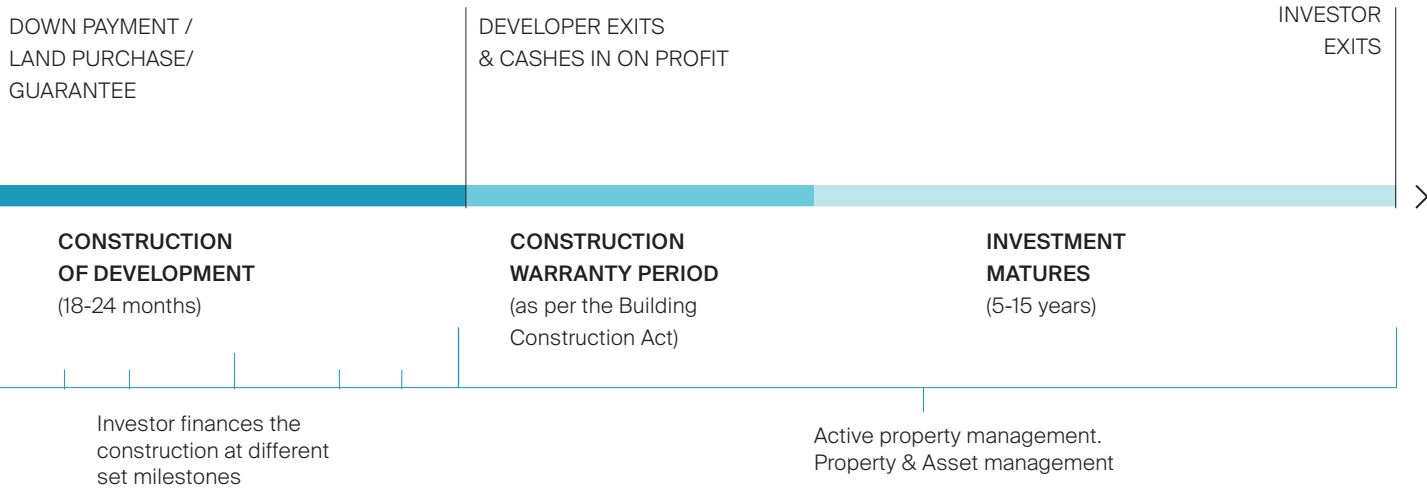 DOWN PAYMENT /
LAND PURCHASE/
GUARANTEE
DEVELOPER EXITS
& CASHES IN ON PROFIT
INVESTOR
EXITS
CONSTRUCTION
OF DEVELOPMENT
(18-24 months)
CONSTRUCTION
WARRANTY PERIOD
(as per the Building
Construction Act)
INVESTMENT
MATURES
(5-15 years)
Investor finances the
construction at different
set milestones
Active property management.
Property & Asset management